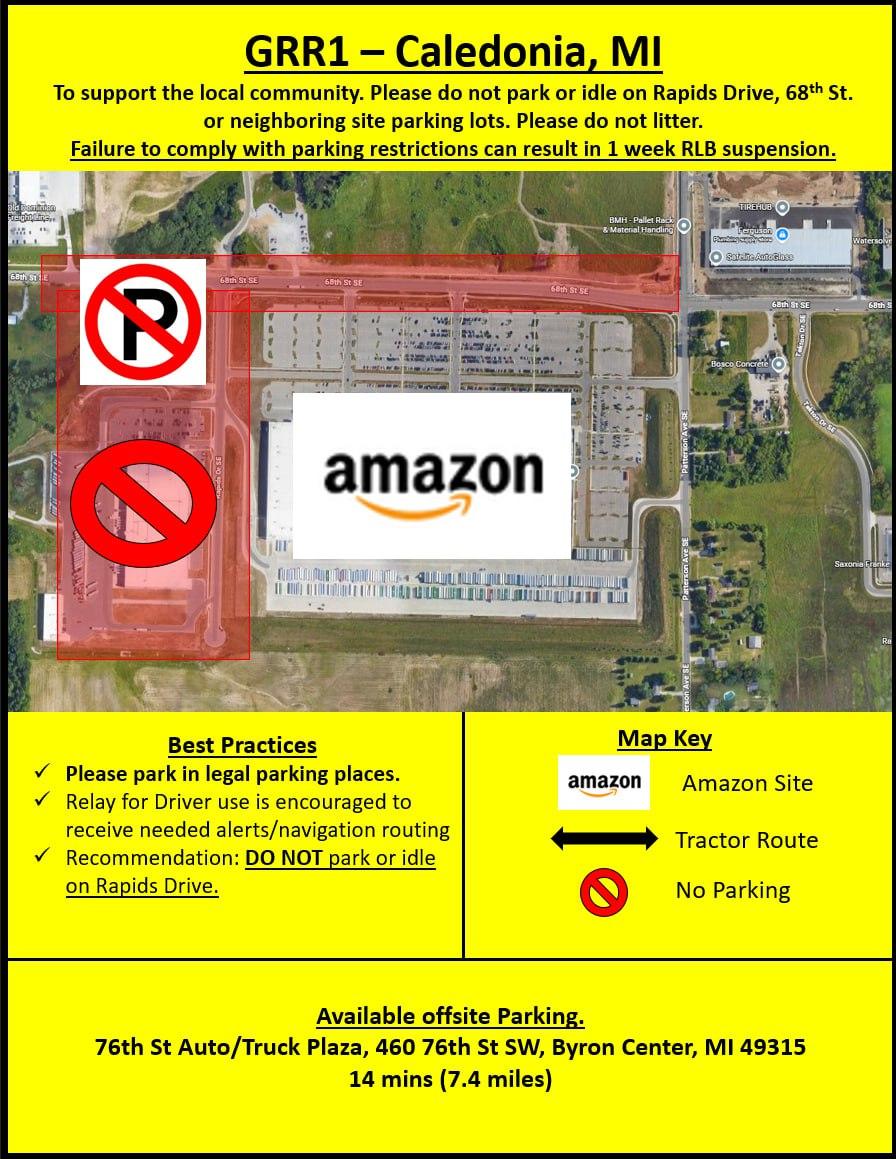 GRR1 – Caledonia, MI
To support the local community. Please do not park or idle on Rapids Drive, 68th St.
or neighboring site parking lots. Please do not litter.
Failure to comply with parking restrictions can result in 1 week RLB suspension.
Old Dominion
Freight Line
BMH - Pallet Rack
& Material Handling
TIREHUB
Ferguson
Plumbing supply store
Safelite AutoGlass
68th St SE
68th St SE
68th St SE
68th St SE
68th St SE
P
Bosco Concrete
Talston Dr SE
Patterson Ave SE
Rapids Dr SE
amazon
Patterson Ave SE
Saxonia Franke
Patterson Ave SE
Best Practices
✓ Please park in legal parking places.
✓ Relay for Driver use is encouraged to
receive needed alerts/navigation routing
✓ Recommendation: DO NOT park or idle
on Rapids Drive.
Map Key
amazon Amazon Site
Tractor Route
No Parking
Available offsite Parking.
76th St Auto/Truck Plaza, 460 76th St SW, Byron Center, MI 49315
14 mins (7.4 miles)